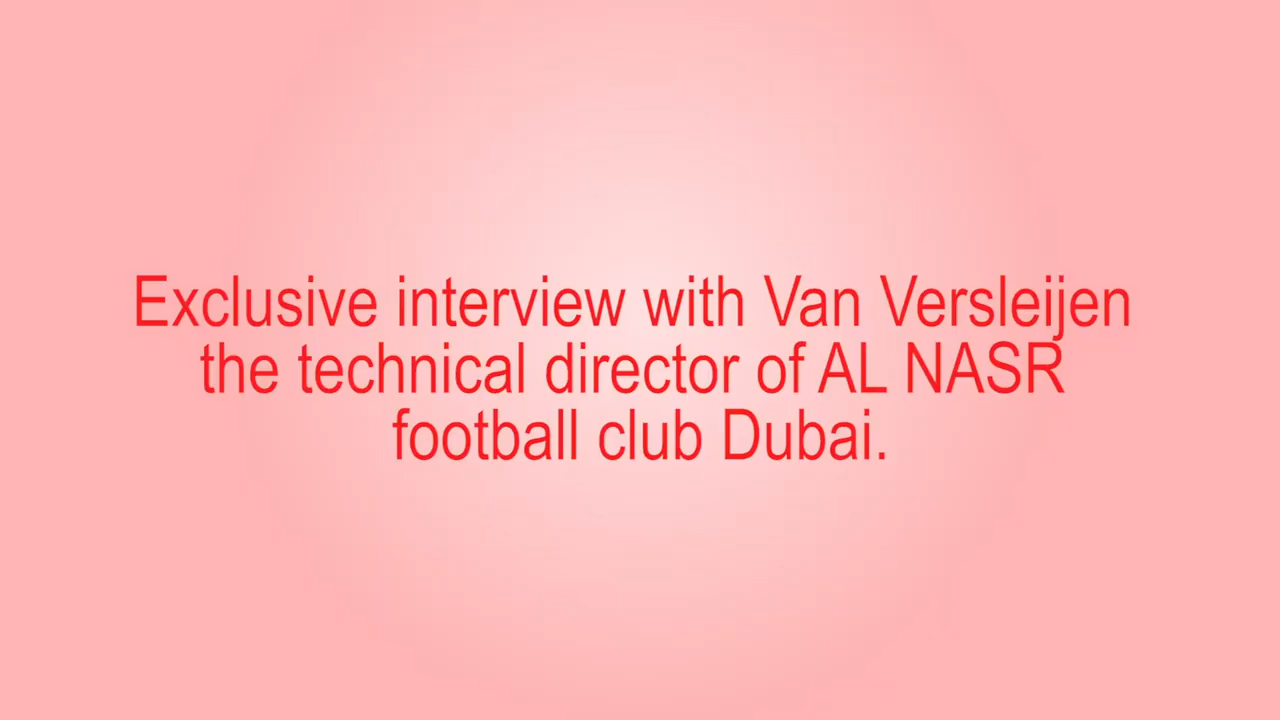 Exclusive interview with Van Versleijen
the technical director of AL NASR
football club Dubai.